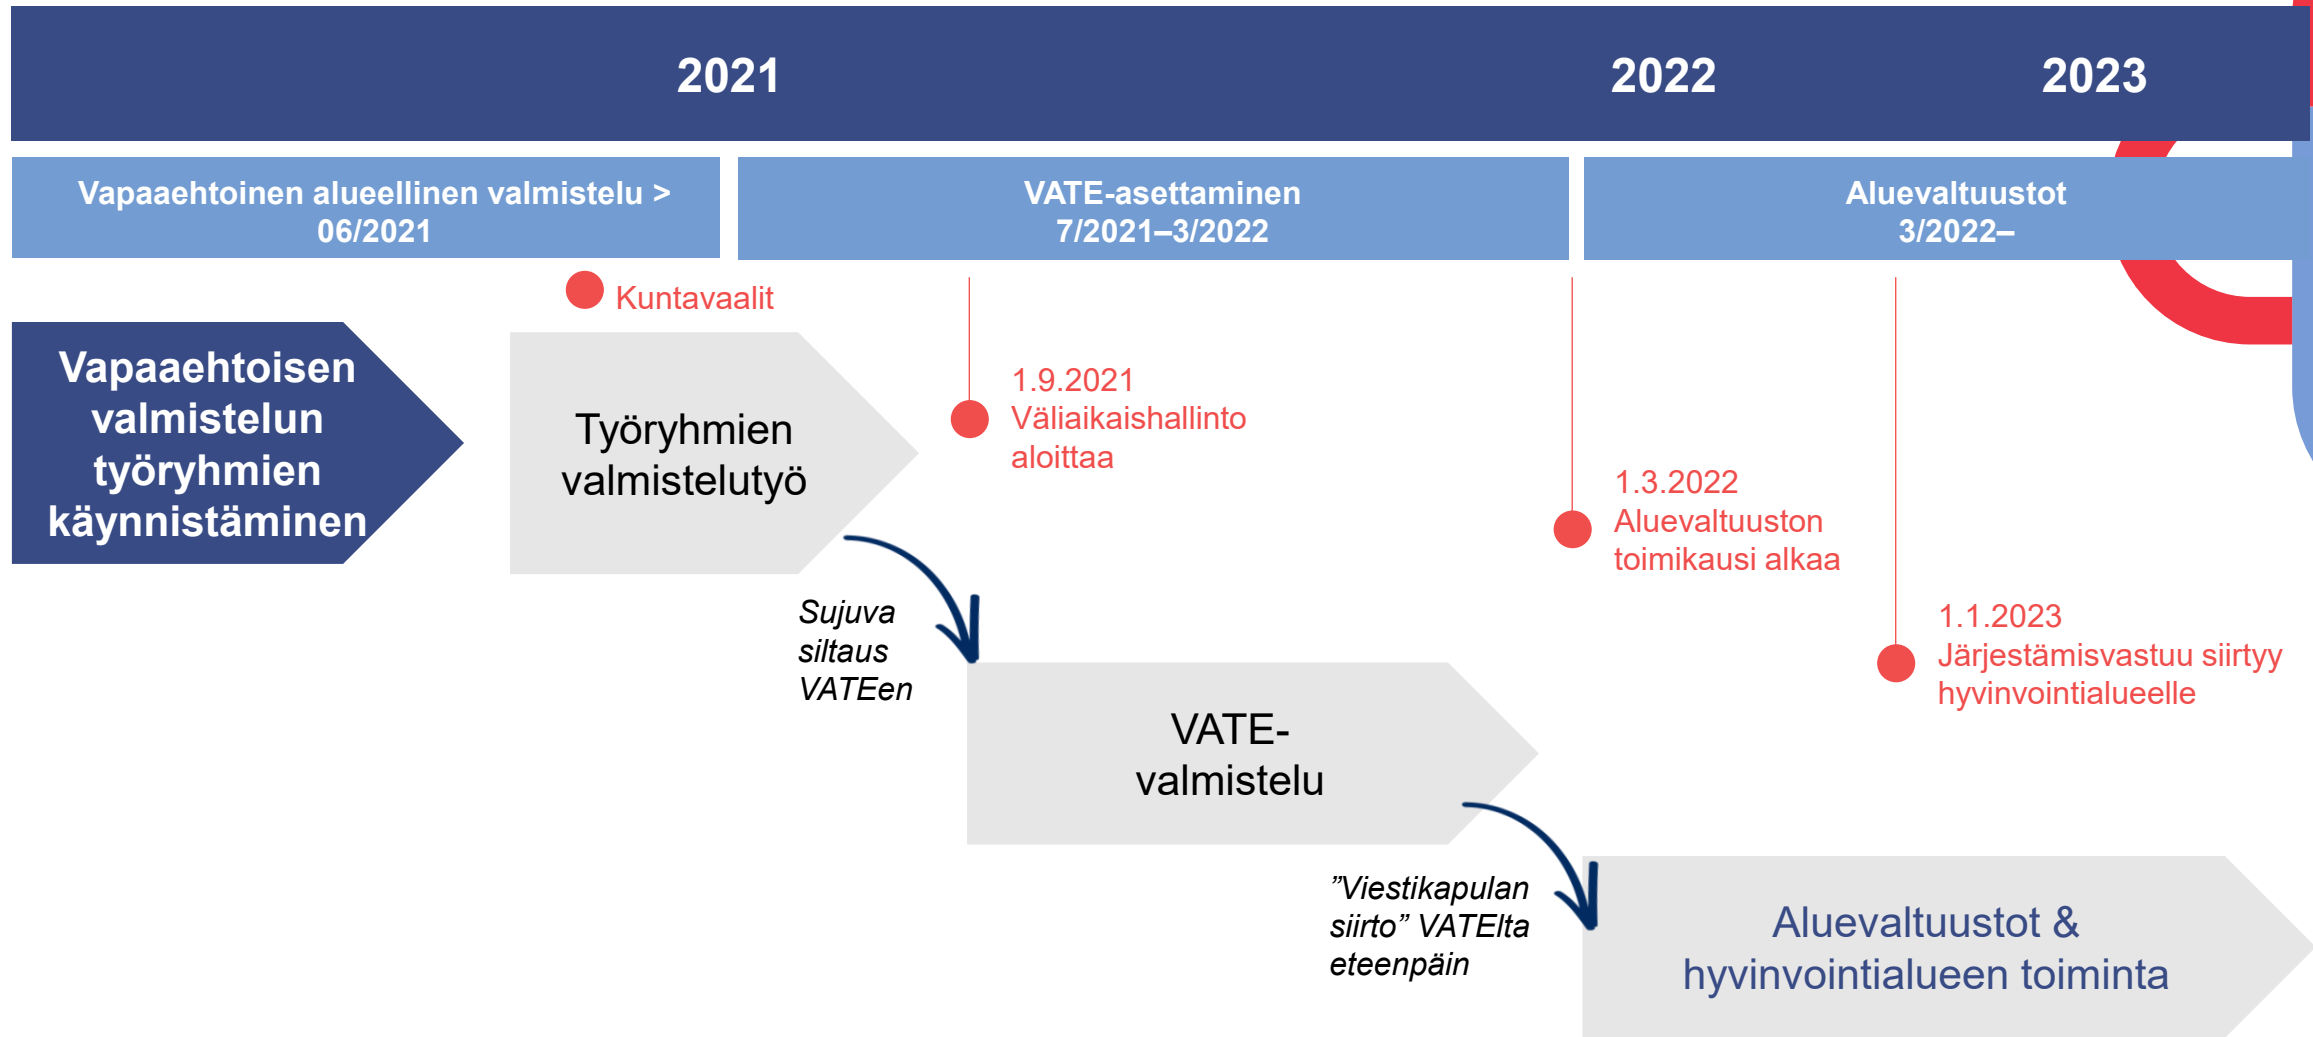 2021
2022
2023
Vapaaehtoinen alueellinen valmistelu >
06/2021
VATE-asettaminen
7/2021–3/2022
Aluevaltuustot
3/2022–
Kuntavaalit
Vapaaehtoisen
valmistelun
työryhmien
käynnistäminen
Työryhmien
valmistelutyö
1.9.2021
Väliaikaishallinto
aloittaa
1.3.2022
Aluevaltuuston
toimikausi alkaa
1.1.2023
Järjestämisvastuu siirtyy
hyvinvointialueelle
Sujuva
siltaus
VATEen
VATE-
valmistelu
”Viestikapulan
siirto” VATElta
eteenpäin
Aluevaltuustot &
hyvinvointialueen toiminta